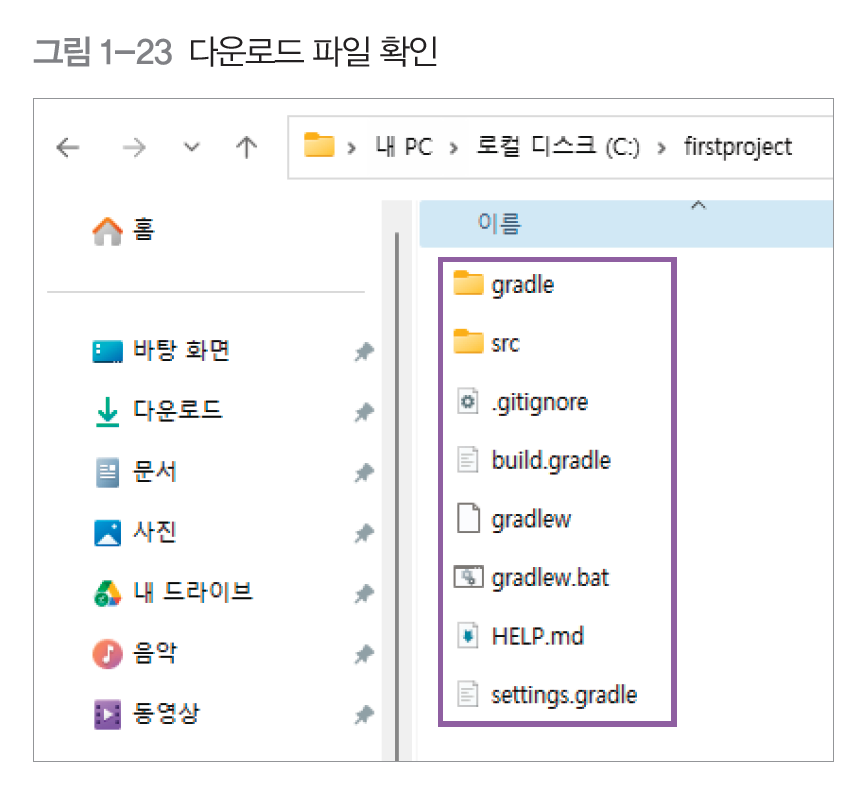 그림 1-23 다운로드 파일 확인
내 PC > 로컬 디스크 (C:) > firstproject
홈
바탕 화면
다운로드
문서
사진
내 드라이브
음악
동영상
이름
gradle
src
.gitignore
build.gradle
gradlew
gradlew.bat
HELP.md
settings.gradle